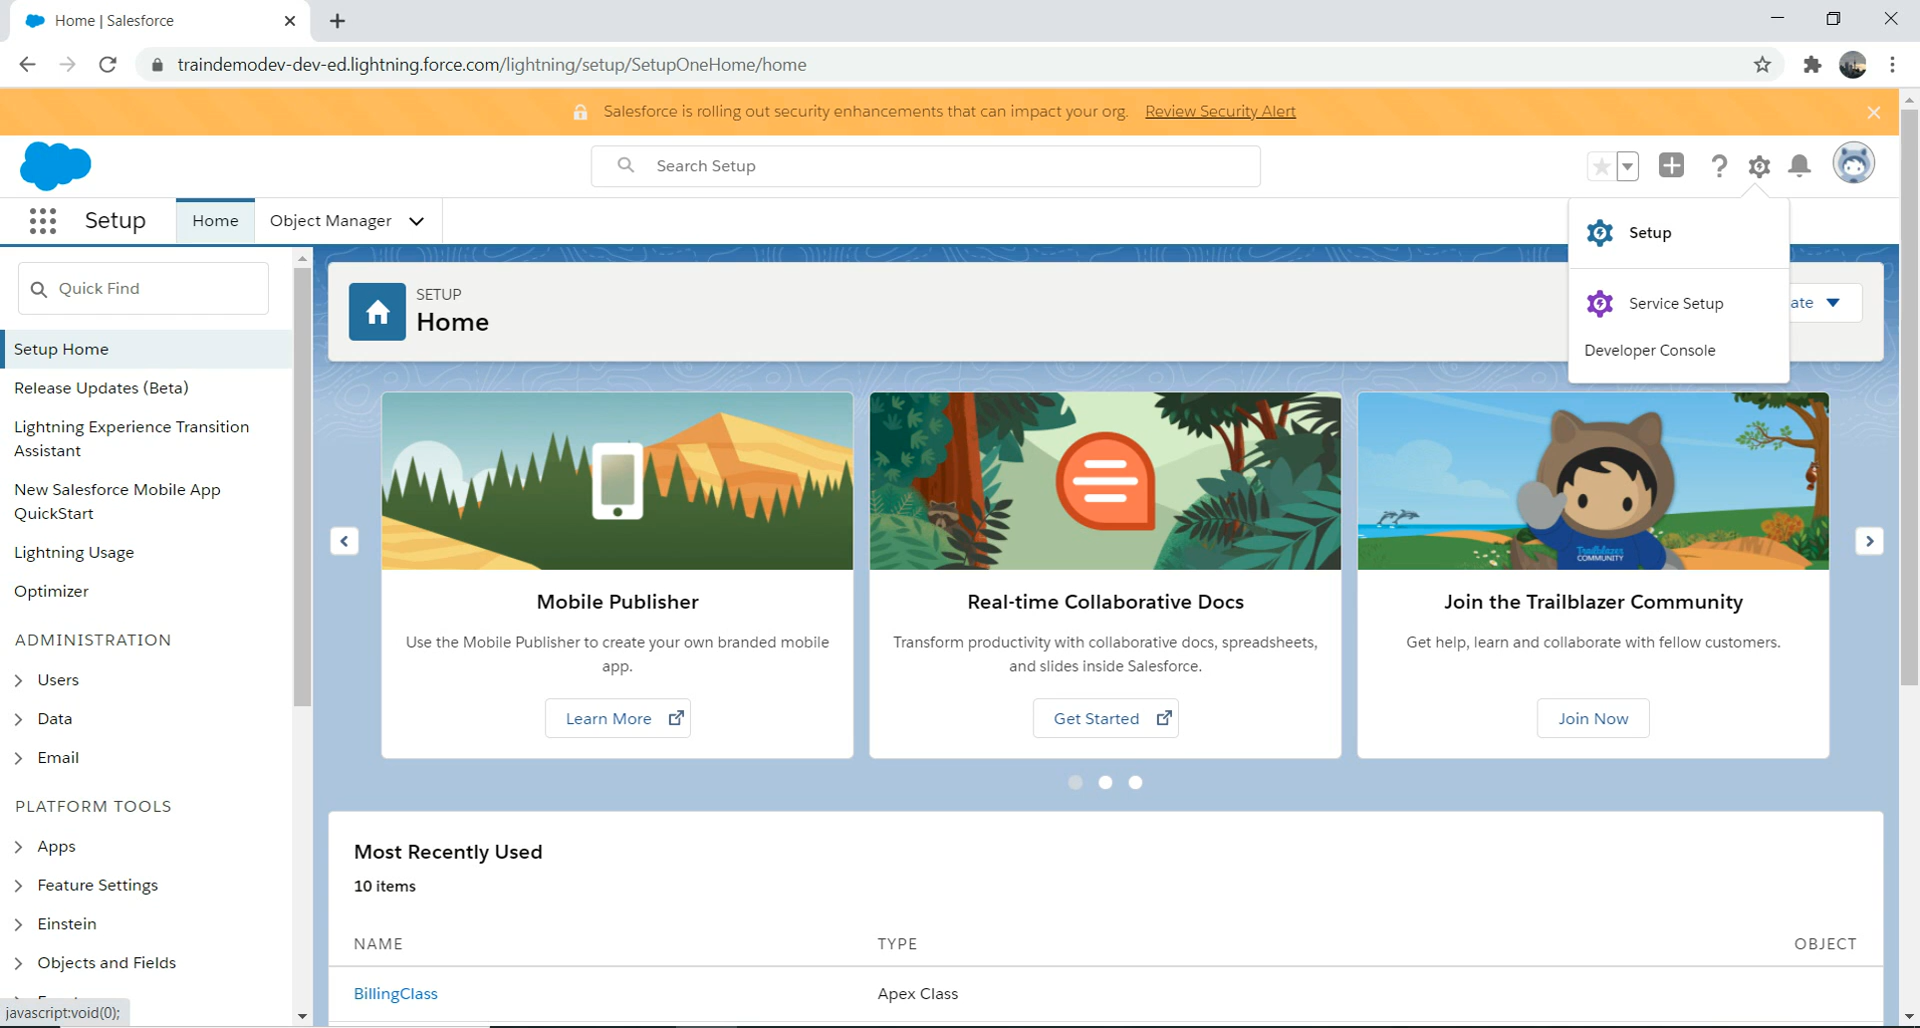 Home | Salesforce
traindemodev-dev-ed.lightning.force.com/lightning/setup/SetupOneHome/home
Salesforce is rolling out security enhancements that can impact your org. Review Security Alert
Search Setup
Setup
Home
Object Manager
Setup
Service Setup
Developer Console
ate
Quick Find
Setup Home
Release Updates (Beta)
Lightning Experience Transition
Assistant
New Salesforce Mobile App
QuickStart
Lightning Usage
Optimizer
ADMINISTRATION
Users
Data
Email
PLATFORM TOOLS
Apps
Feature Settings
Einstein
Objects and Fields
javascript:void(0);
SETUP
Home
Mobile Publisher
Use the Mobile Publisher to create your own branded mobile
app.
Learn More
Real-time Collaborative Docs
Transform productivity with collaborative docs, spreadsheets,
and slides inside Salesforce.
Get Started
Trailblazer
COMMUNITY
Join the Trailblazer Community
Get help, learn and collaborate with fellow customers.
Join Now
Most Recently Used
10 items
NAME TYPE OBJECT
BillingClass Apex Class